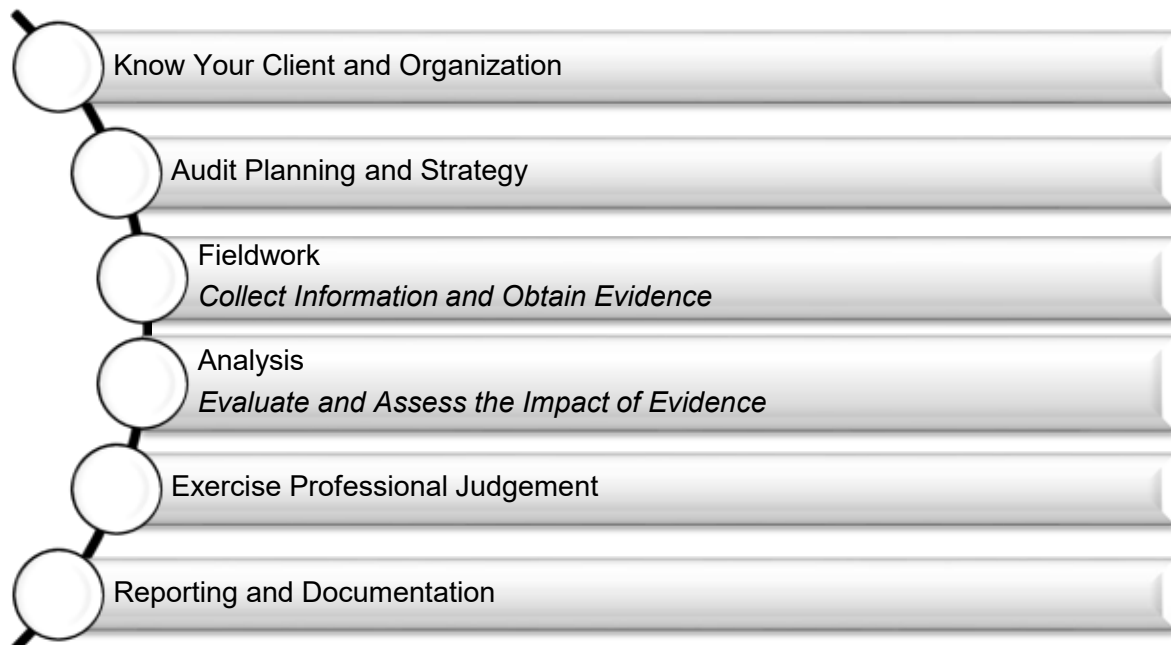 Know Your Client and Organization
Audit Planning and Strategy
Fieldwork
Collect Information and Obtain Evidence
Analysis
Evaluate and Assess the Impact of Evidence
Exercise Professional Judgement
Reporting and Documentation